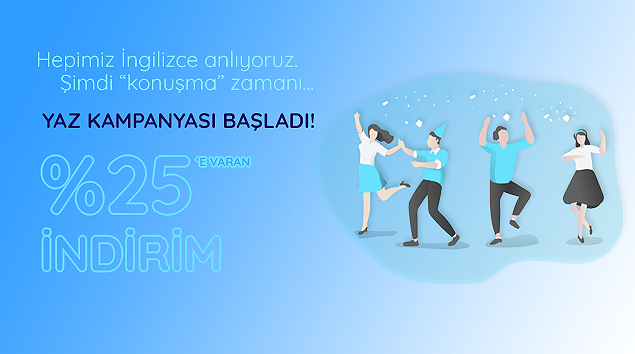 Hepimiz İngilizce anlıyoruz.
Şimdi “konuşma” zamanı...
YAZ KAMPANYASI BAŞLADI!
%25 ‘E VARAN
İNDİRİM